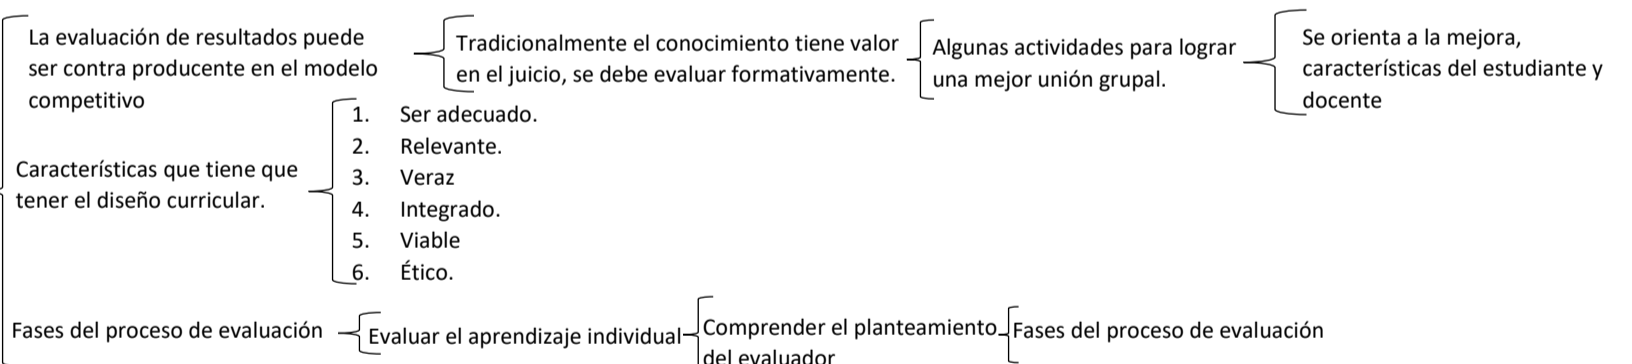 La evaluación de resultados puede
ser contra producente en el modelo
competitivo
Tradicionalmente el conocimiento tiene valor
en el juicio, se debe evaluar formativamente.
Algunas actividades para lograr
una mejor unión grupal.
Se orienta a la mejora,
características del estudiante y
docente
Características que tiene que
tener el diseño curricular.
1. Ser adecuado.
2. Relevante.
3. Veraz
4. Integrado.
5. Viable
6. Ético.
Fases del proceso de evaluación
Evaluar el aprendizaje individual
Comprender el planteamiento
del evaluador
Fases del proceso de evaluación